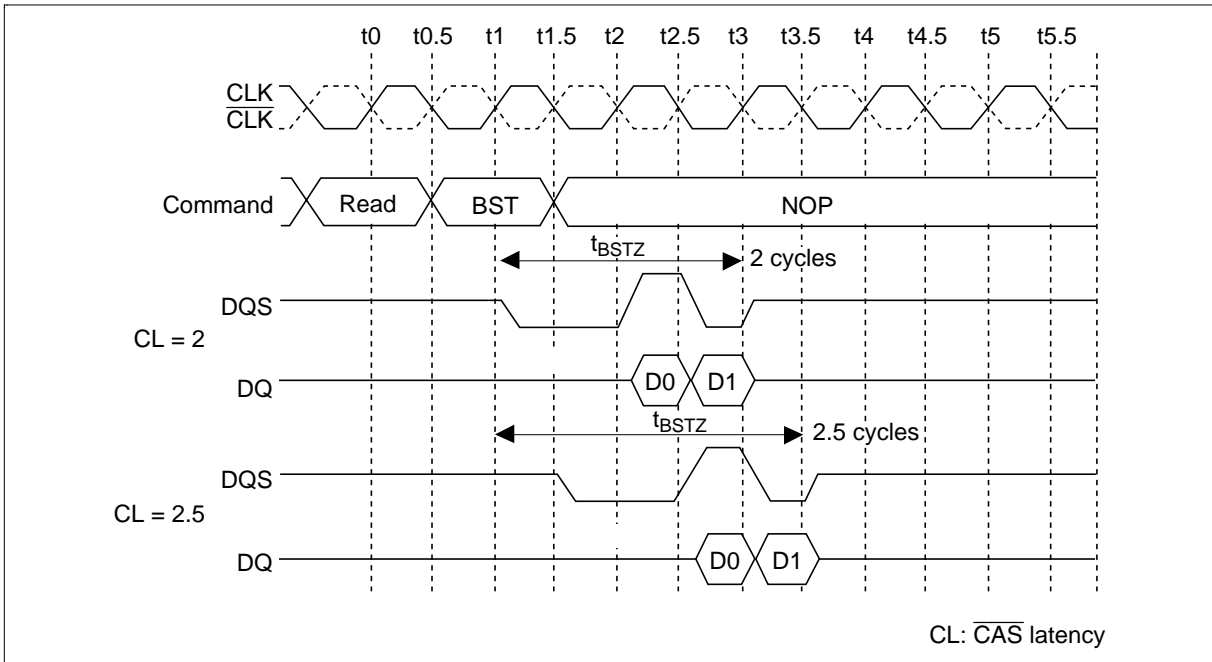 t0 t0.5 t1 t1.5 t2 t2.5 t3 t3.5 t4 t4.5 t5 t5.5
CLK
CLK
Command Read BST NOP
tBSTZ 2 cycles
DQS
CL = 2
DQ D0 D1
tBSTZ 2.5 cycles
DQS
CL = 2.5
DQ D0 D1
CL: CAS latency